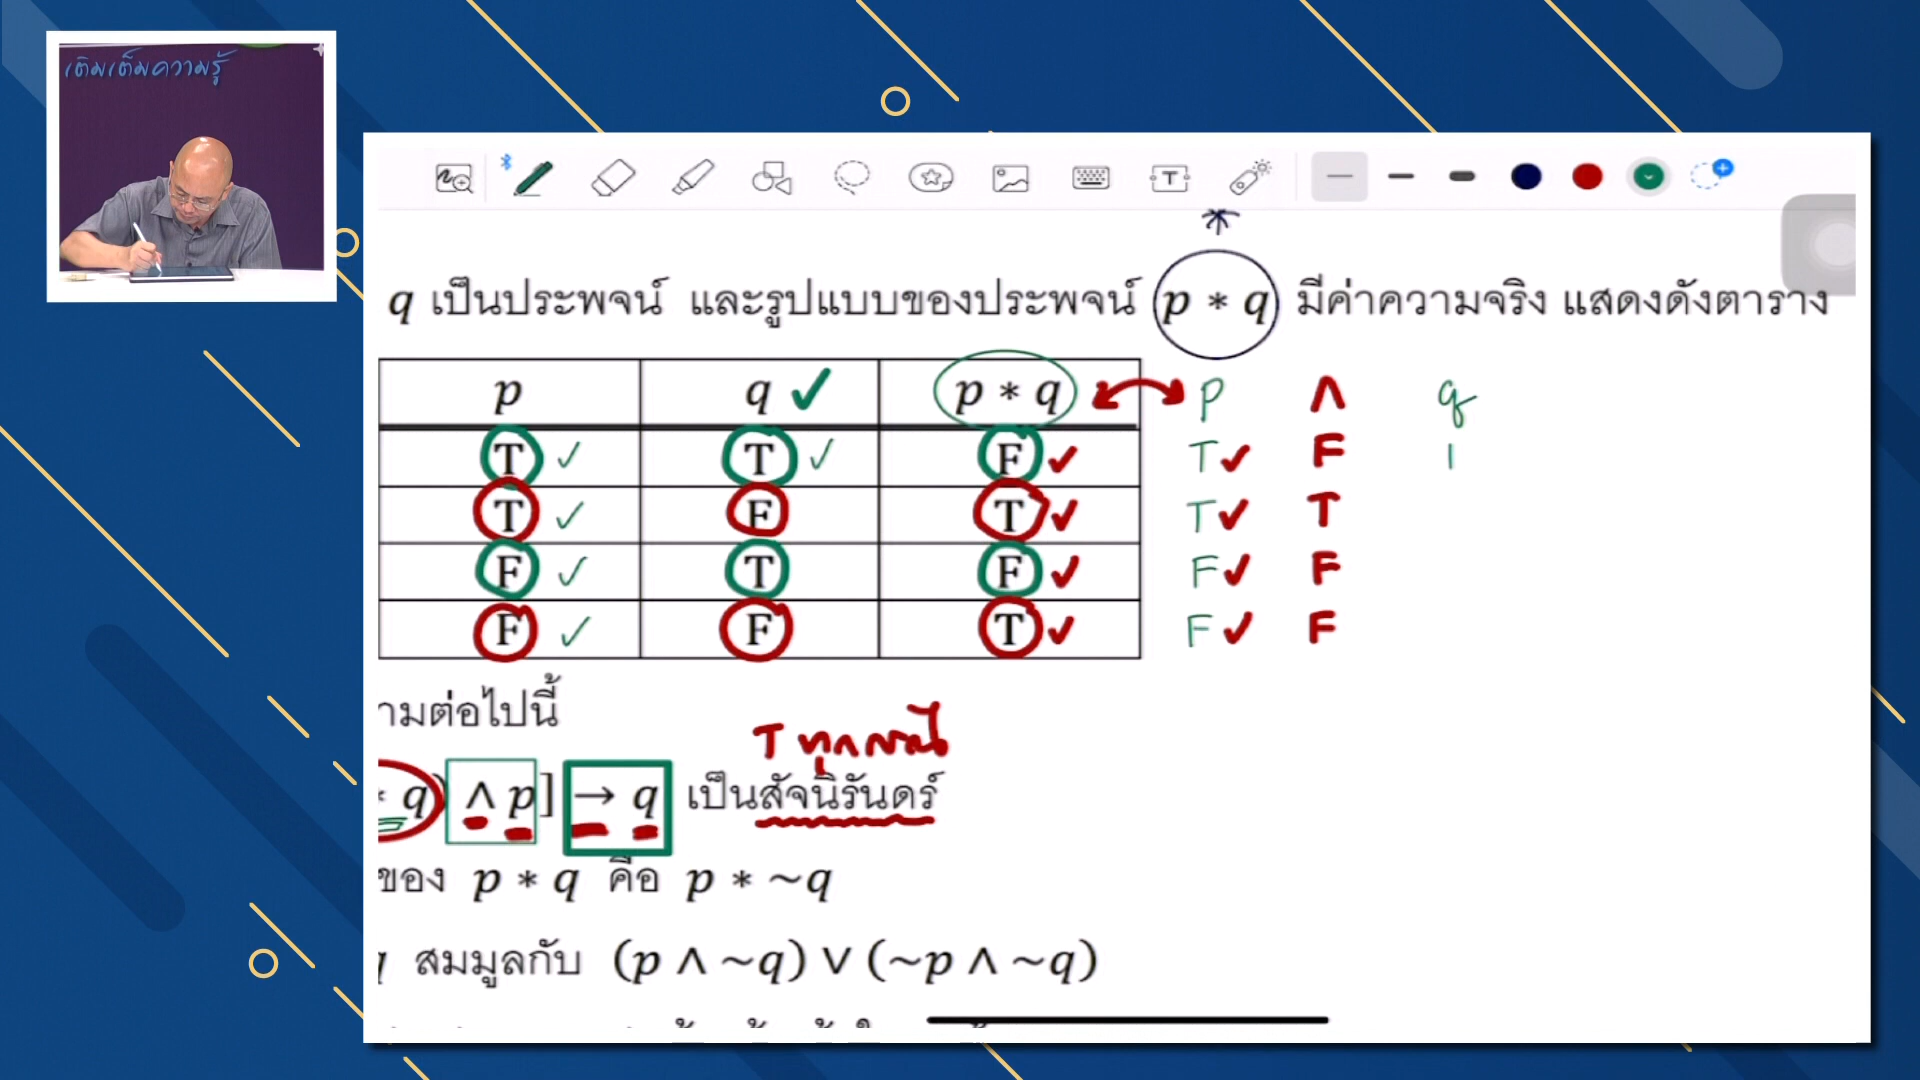 เติมเต็มความรู้
*
q เป็นประพจน์ และรูปแบบของประพจน์ p * q มีค่าความจริง แสดงดังตาราง
p q ✓ p * q p ∧ q
T ✓ T ✓ F ✓ T ✓ F
T ✓ F T ✓ T ✓ T
F ✓ T F ✓ F ✓ F
F ✓ F T ✓ F ✓ F
ามต่อไปนี้
T ทุกกรณี
* q) ∧ p] → q เป็นสัจนิรันดร์
ของ p * q คือ p * ~q
q สมมูลกับ (p ∧ ~q) ∨ (~p ∧ ~q)